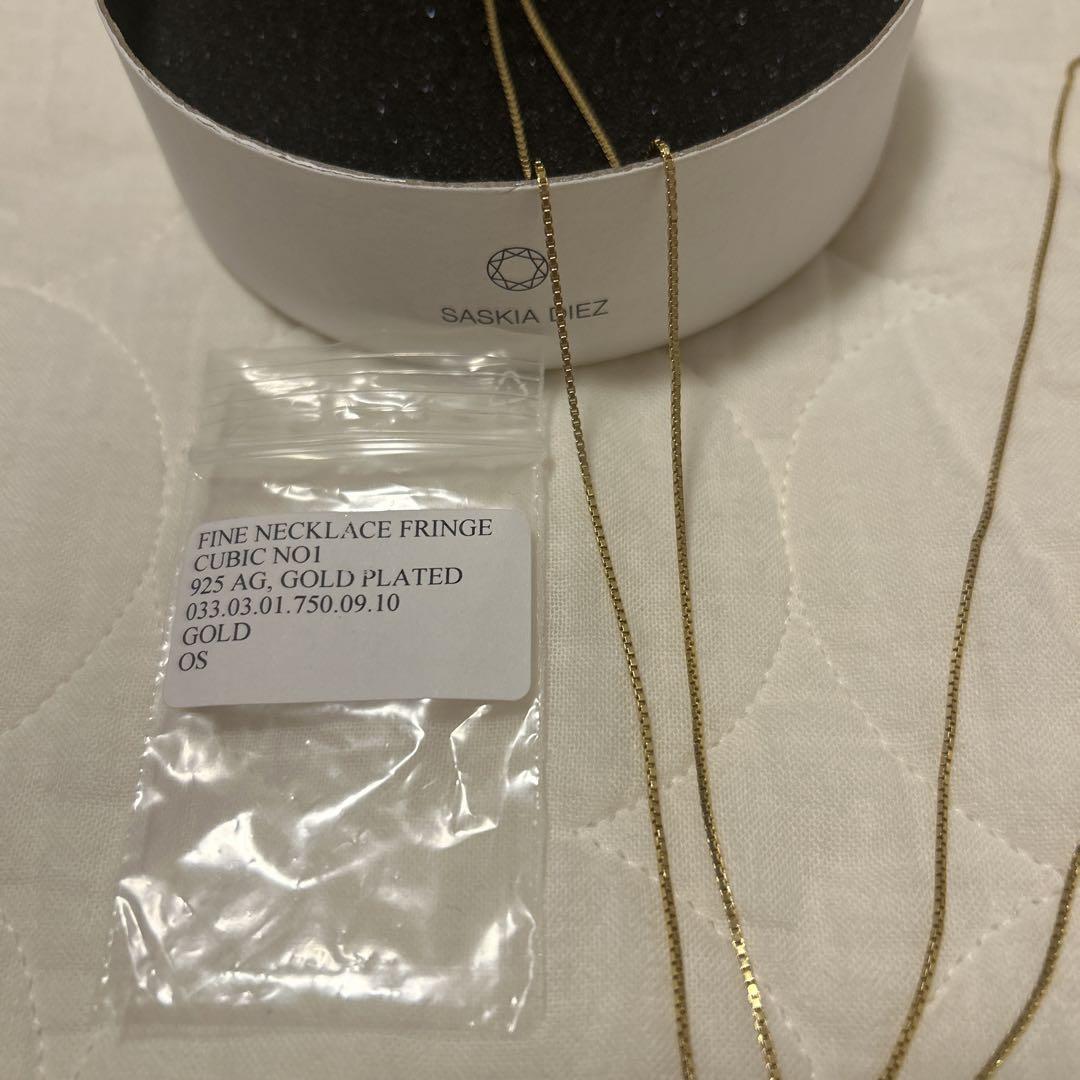 SASKIA DIEZ
FINE NECKLACE FRINGE
CUBIC NO1
925 AG, GOLD PLATED
033.03.01.750.09.10
GOLD
OS